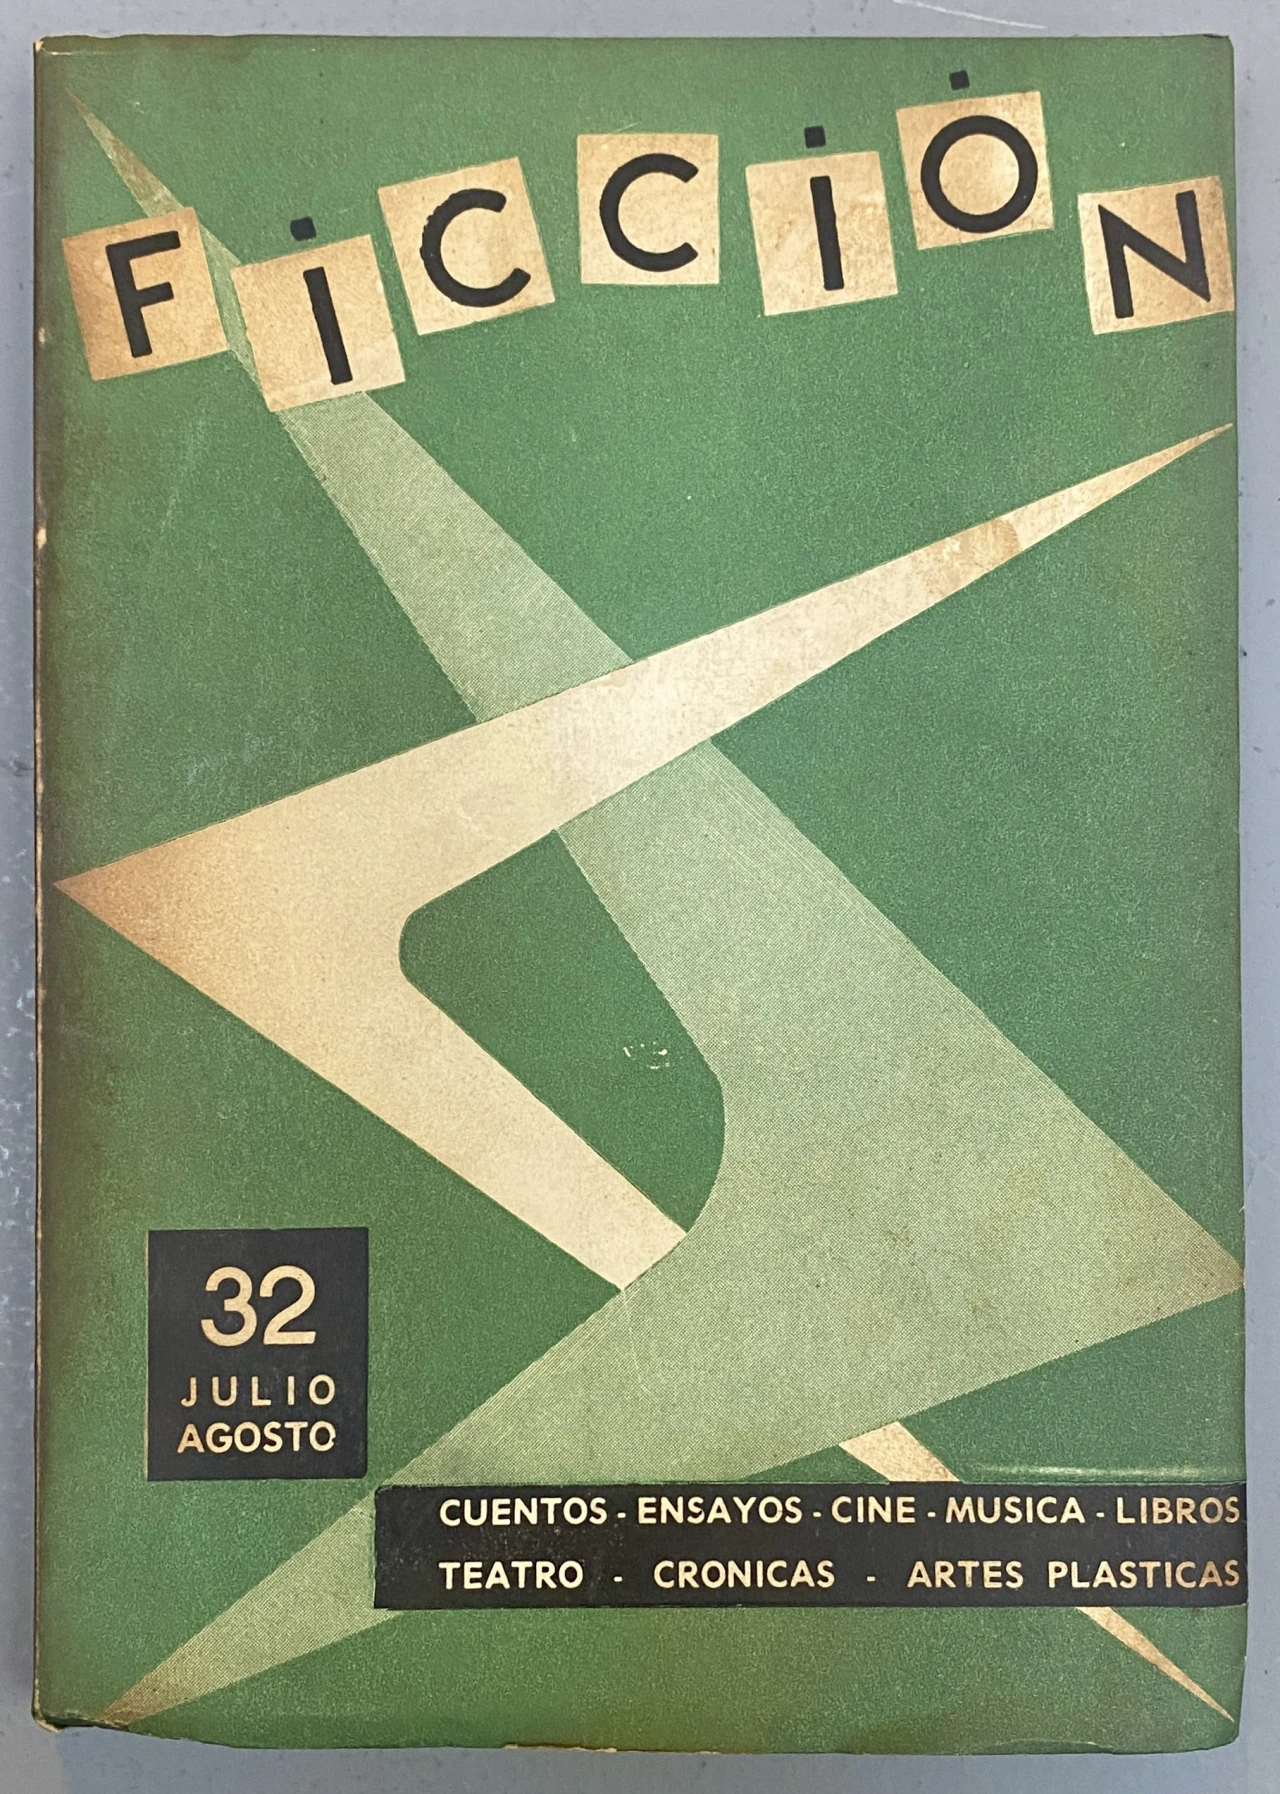 FiCCiÓN
32
JULIO
AGOSTO
CUENTOS - ENSAYOS - CINE - MUSICA - LIBROS
TEATRO - CRONICAS - ARTES PLASTICAS